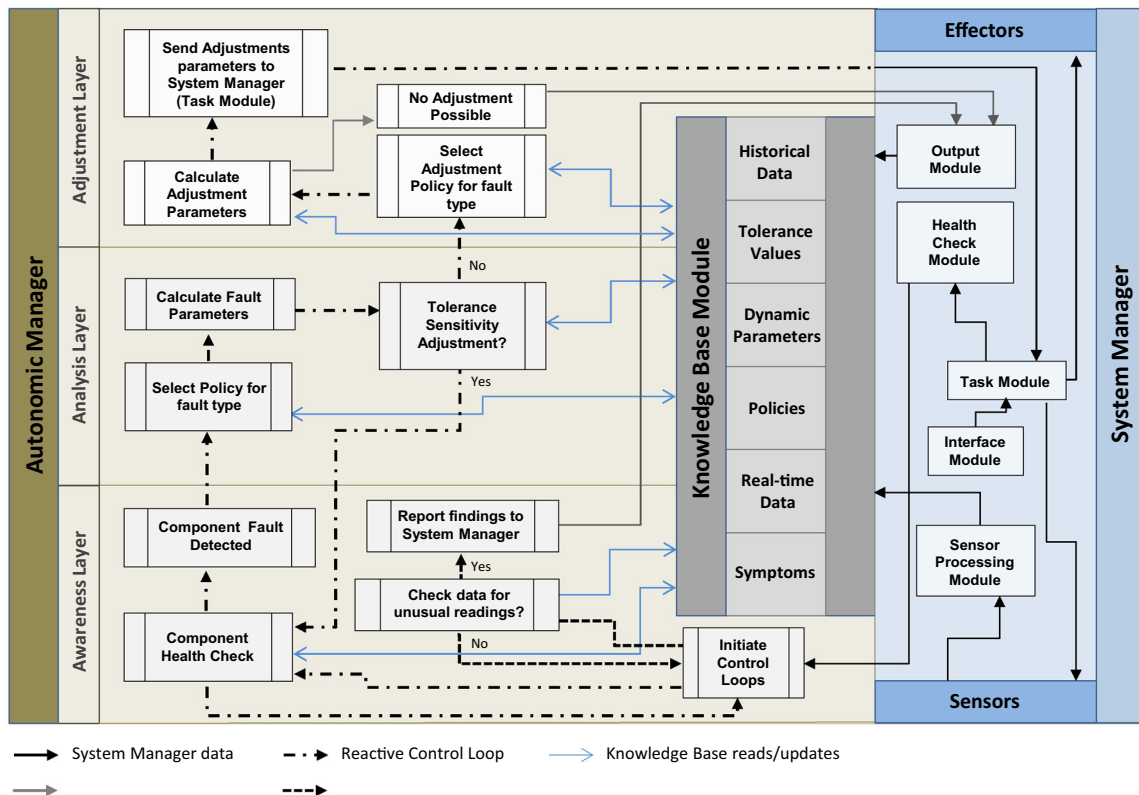 Autonomic Manager
Adjustment Layer
Send Adjustments
parameters to
System Manager
(Task Module)
No Adjustment
Possible
Calculate
Adjustment
Parameters
Select
Adjustment
Policy for fault
type
No
Analysis Layer
Calculate Fault
Parameters
Tolerance
Sensitivity
Adjustment?
Yes
Select Policy for
fault type
Awareness Layer
Component Fault
Detected
Report findings to
System Manager
Yes
Check data for
unusual readings?
No
Component
Health Check
Initiate
Control
Loops
Knowledge Base Module
Historical
Data
Tolerance
Values
Dynamic
Parameters
Policies
Real-time
Data
Symptoms
Effectors
Output
Module
Health
Check
Module
Task Module
Interface
Module
Sensor
Processing
Module
Sensors
System Manager
System Manager data
Reactive Control Loop
Knowledge Base reads/updates